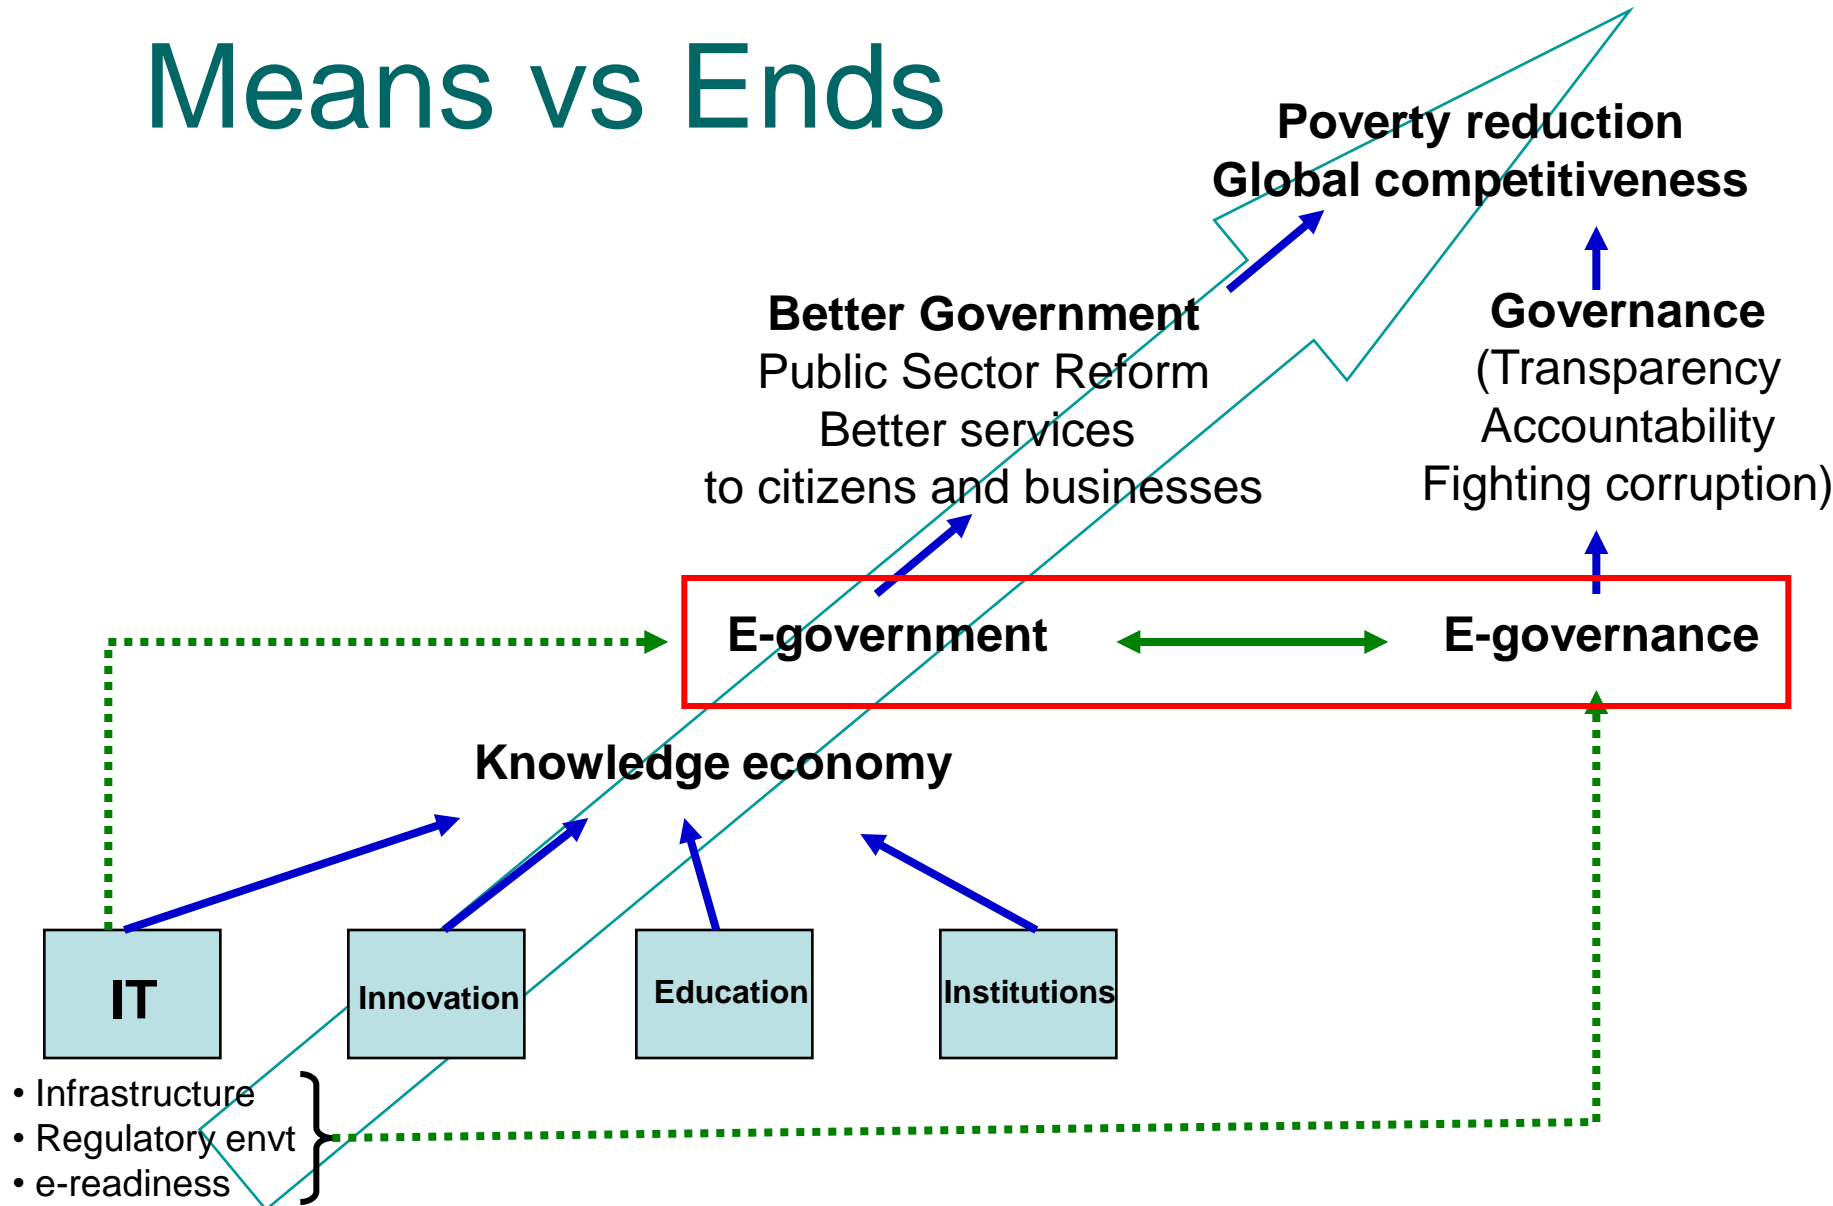 Means vs Ends
Poverty reduction
Global competitiveness
Better Government
Public Sector Reform
Better services
to citizens and businesses
Governance
(Transparency
Accountability
Fighting corruption)
E-government
E-governance
Knowledge economy
IT
Innovation
Education
Institutions
• Infrastructure
• Regulatory envt
• e-readiness